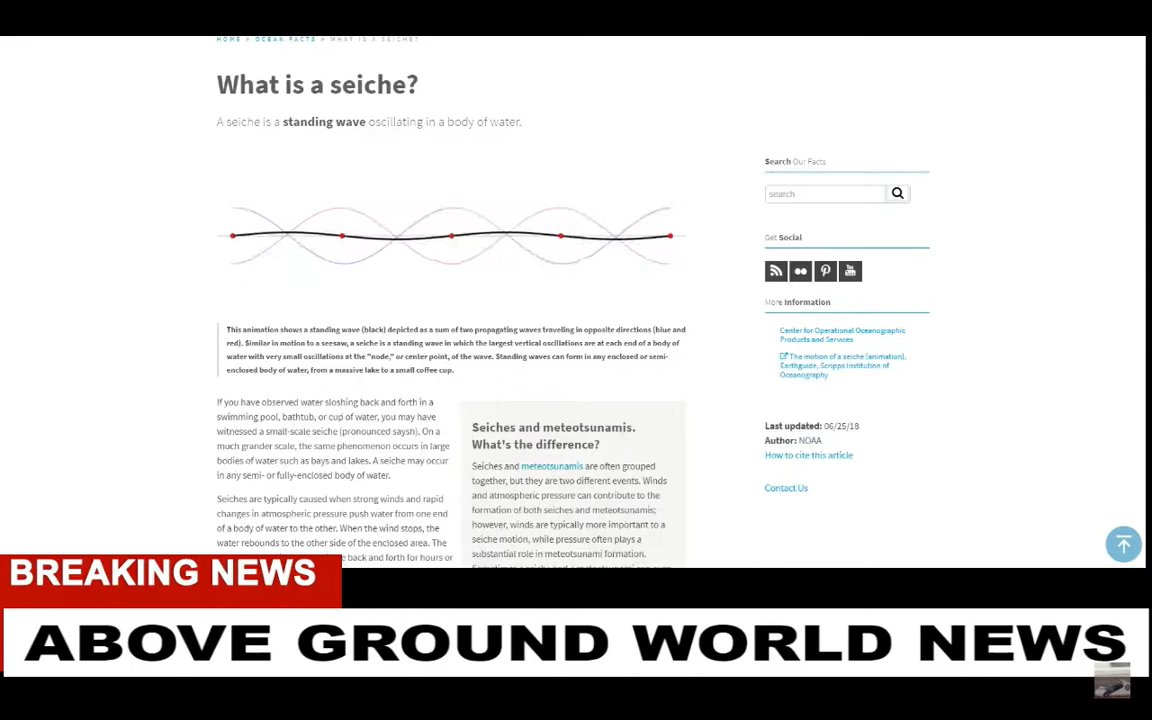 HOME » OCEAN FACTS » WHAT IS A SEICHE?
What is a seiche?
A seiche is a standing wave oscillating in a body of water.
This animation shows a standing wave (black) depicted as a sum of two propagating waves traveling in opposite directions (blue and
red). Similar in motion to a seesaw, a seiche is a standing wave in which the largest vertical oscillations are at each end of a body of
water with very small oscillations at the "node," or center point, of the wave. Standing waves can form in any enclosed or semi-
enclosed body of water, from a massive lake to a small coffee cup.
If you have observed water sloshing back and forth in a
swimming pool, bathtub, or cup of water, you may have
witnessed a small-scale seiche (pronounced saysh). On a
much grander scale, the same phenomenon occurs in large
bodies of water such as bays and lakes. A seiche may occur
in any semi- or fully-enclosed body of water.
Seiches are typically caused when strong winds and rapid
changes in atmospheric pressure push water from one end
of a body of water to the other. When the wind stops, the
water rebounds to the other side of the enclosed area. The
back and forth for hours or
Seiches and meteotsunamis.
What's the difference?
Seiches and meteotsunamis are often grouped
together, but they are two different events. Winds
and atmospheric pressure can contribute to the
formation of both seiches and meteotsunamis;
however, winds are typically more important to a
seiche motion, while pressure often plays a
substantial role in meteotsunami formation.
Search Our Facts
search
Get Social
You
More Information
Center for Operational Oceanographic
Products and Services
The motion of a seiche (animation),
Earthguide, Scripps Institution of
Oceanography
Last updated: 06/25/18
Author: NOAA
How to cite this article
Contact Us
BREAKING NEWS
ABOVE GROUND WORLD NEWS